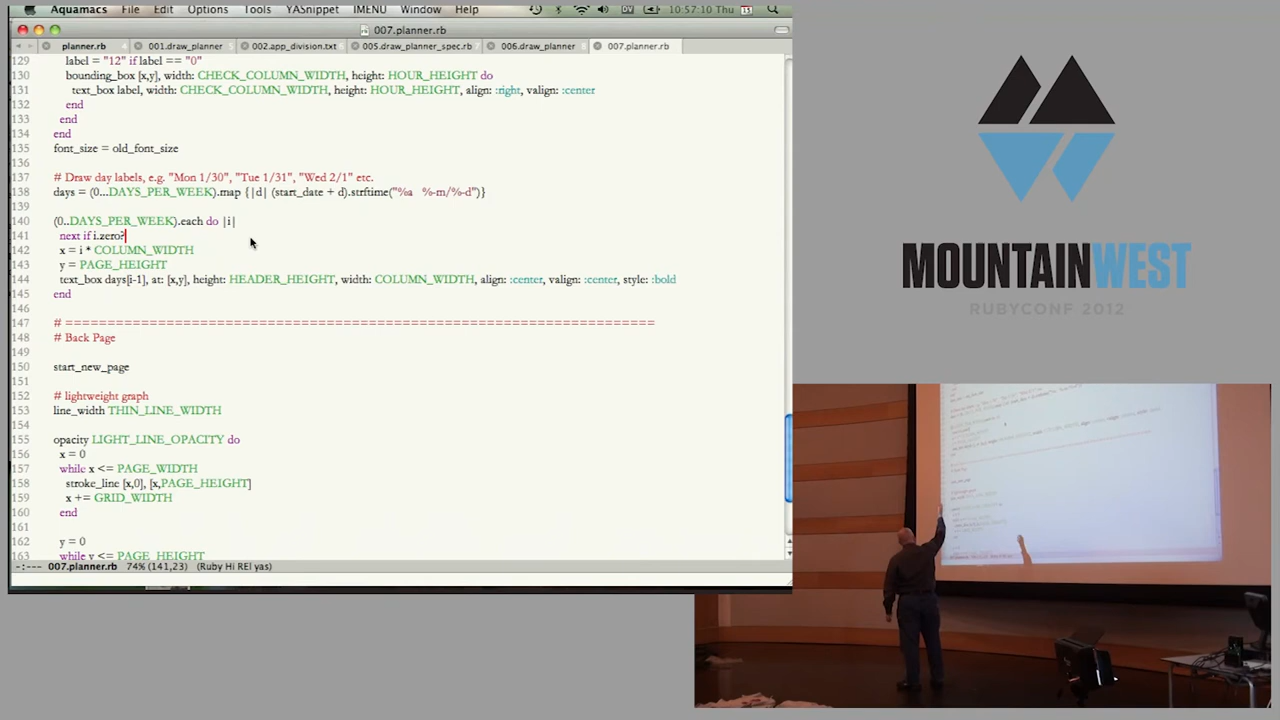 Aquamacs File Edit Options Tools YASnippet IMENU Window Help 10:57:10 Thu
007.planner.rb
planner.rb 001.draw_planner 002.app_division.txt 005.draw_planner_spec.rb 006.draw_planner 007.planner.rb
129 label = "12" if label == "0"
130 bounding_box [x,y], width: CHECK_COLUMN_WIDTH, height: HOUR_HEIGHT do
131 text_box label, width: CHECK_COLUMN_WIDTH, height: HOUR_HEIGHT, align: :right, valign: :center
132 end
133 end
134 end
135 font_size = old_font_size
136
137 # Draw day labels, e.g. "Mon 1/30", "Tue 1/31", "Wed 2/1" etc.
138 days = (0...DAYS_PER_WEEK).map {|d| (start_date + d).strftime("%a %-m/%-d")}
139
140 (0..DAYS_PER_WEEK).each do |i|
141 next if i.zero?
142 x = i * COLUMN_WIDTH
143 y = PAGE_HEIGHT
144 text_box days[i-1], at: [x,y], height: HEADER_HEIGHT, width: COLUMN_WIDTH, align: :center, valign: :center, style: :bold
145 end
146
147 # =====================================================================
148 # Back Page
149
150 start_new_page
151
152 # lightweight graph
153 line_width THIN_LINE_WIDTH
154
155 opacity LIGHT_LINE_OPACITY do
156 x = 0
157 while x <= PAGE_WIDTH
158 stroke_line [x,0], [x,PAGE_HEIGHT]
159 x += GRID_WIDTH
160 end
161
162 y = 0
163 while y <= PAGE_HEIGHT
-:--- 007.planner.rb 74% (141,23) (Ruby Hi REl yas)
MOUNTAINWEST
RUBYCONF 2012